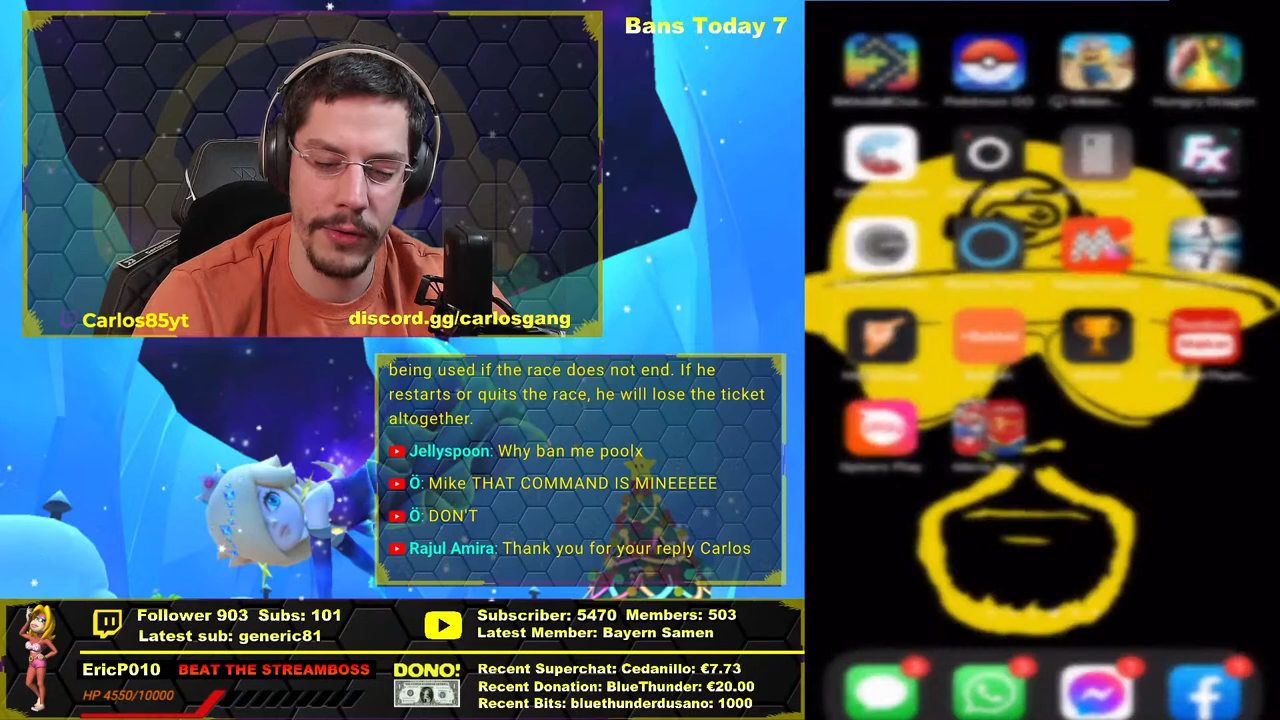 Bans Today 7
Carlos85yt
discord.gg/carlosgang
being used if the race does not end. If he
restarts or quits the race, he will lose the ticket
altogether.
Jellyspoon: Why ban me poolx
Ö: Mike THAT COMMAND IS MINEEEEE
Ö: DON'T
Rajul Amira: Thank you for your reply Carlos
Follower 903 Subs: 101
Latest sub: generic81
Subscriber: 5470 Members: 503
Latest Member: Bayern Samen
EricP010 BEAT THE STREAMBOSS
HP 4550/10000
DONO!
Recent Superchat: Cedanillo: €7.73
Recent Donation: BlueThunder: €20.00
Recent Bits: bluethunderdusano: 1000